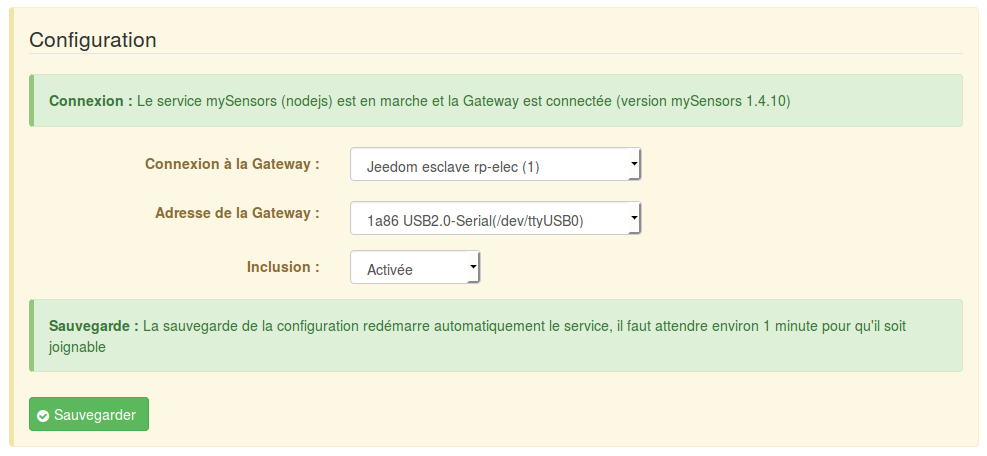 Configuration
Connexion : Le service mySensors (nodejs) est en marche et la Gateway est connectée (version mySensors 1.4.10)
Connexion à la Gateway : Jeedom esclave rp-elec (1)
Adresse de la Gateway : 1a86 USB2.0-Serial(/dev/ttyUSB0)
Inclusion : Activée
Sauvegarde : La sauvegarde de la configuration redémarre automatiquement le service, il faut attendre environ 1 minute pour qu'il soit
joignable
Sauvegarder